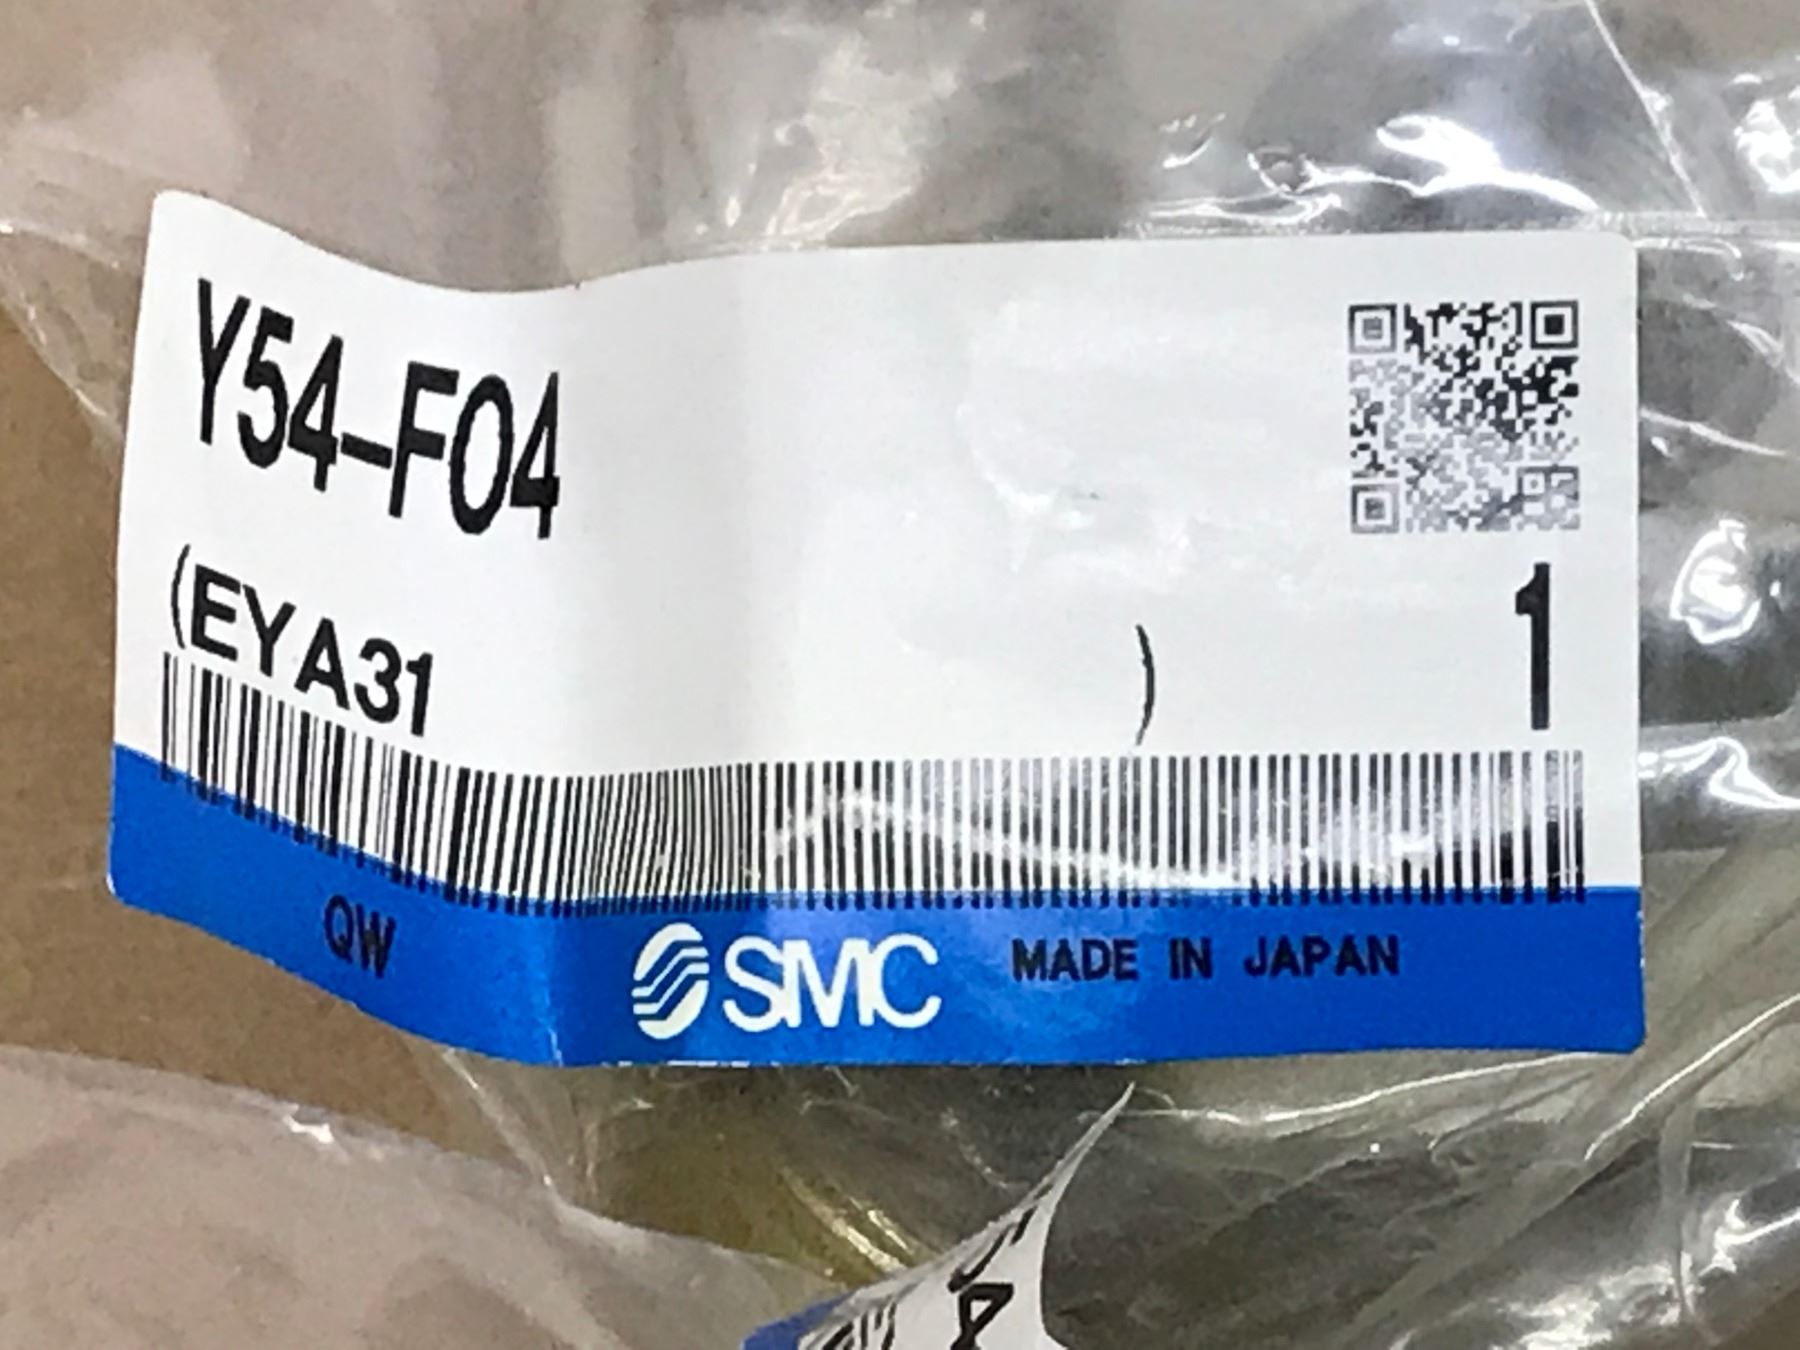 Y54-F04
(EYA31 )
1
QW
SMC MADE IN JAPAN